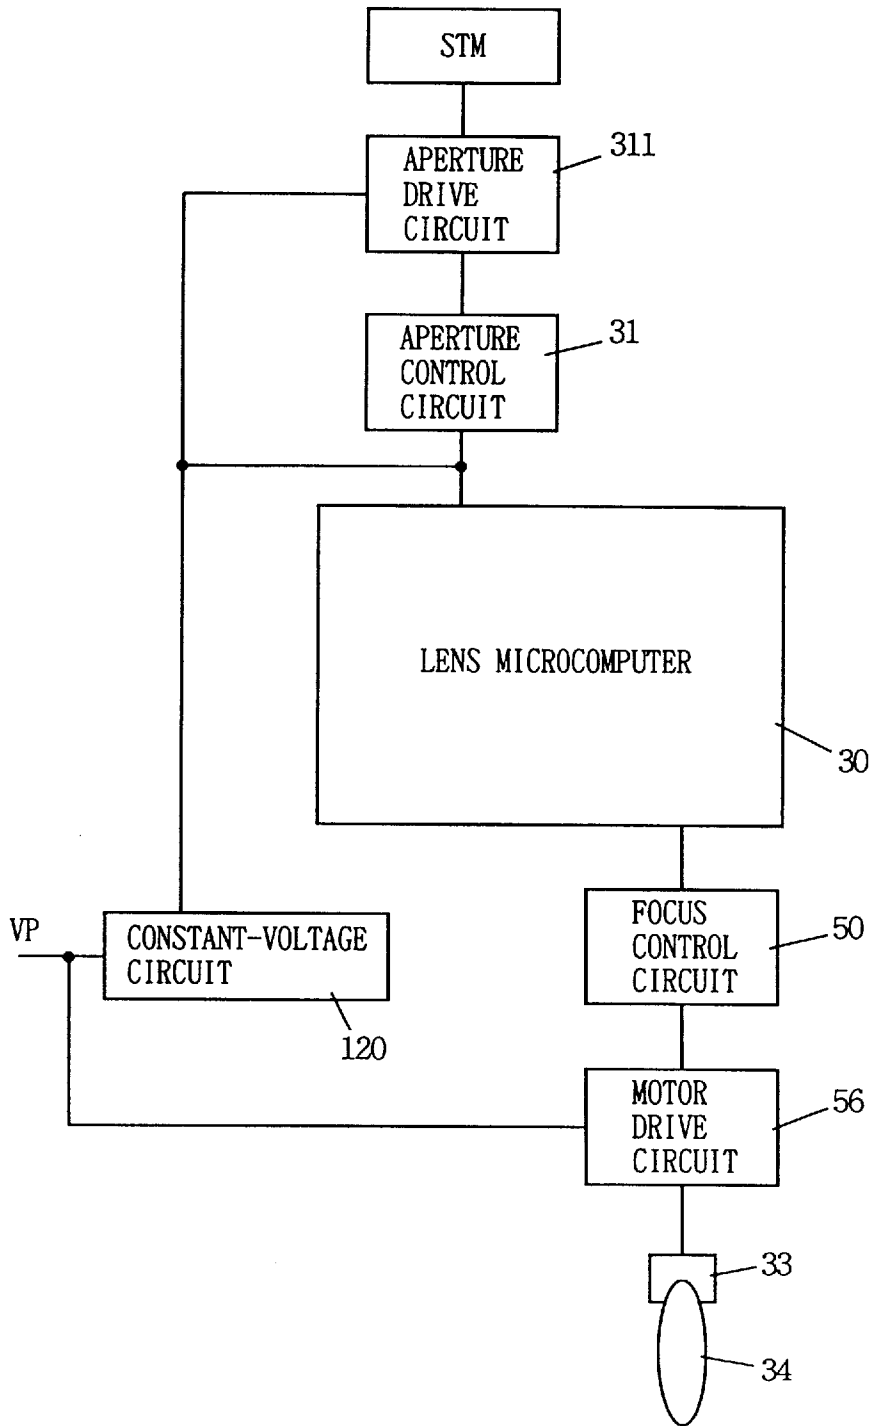 STM
311
APERTURE
DRIVE
CIRCUIT
31
APERTURE
CONTROL
CIRCUIT
LENS MICROCOMPUTER
30
VP
CONSTANT-VOLTAGE
CIRCUIT
120
FOCUS
CONTROL
CIRCUIT
50
MOTOR
DRIVE
CIRCUIT
56
33
34